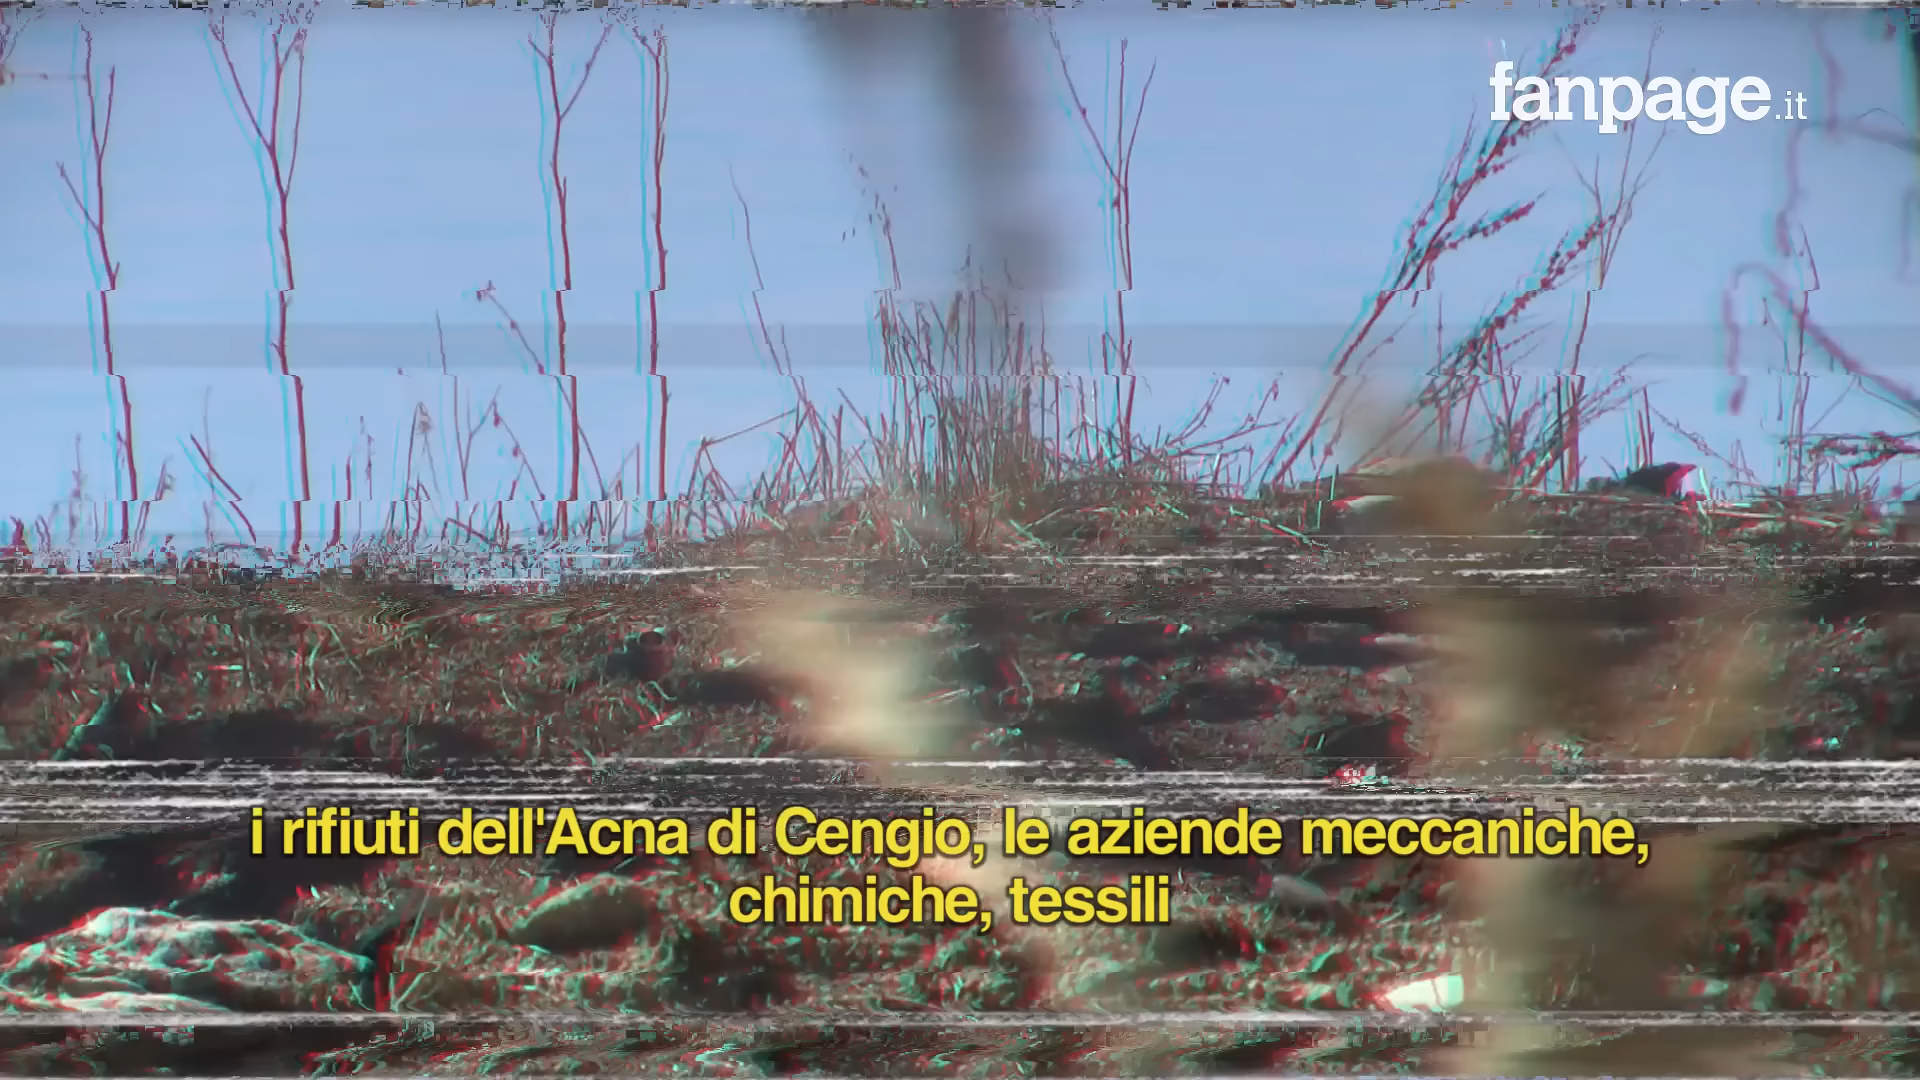 fanpage.it
i rifiuti dell'Acna di Cengio, le aziende meccaniche,
chimiche, tessili